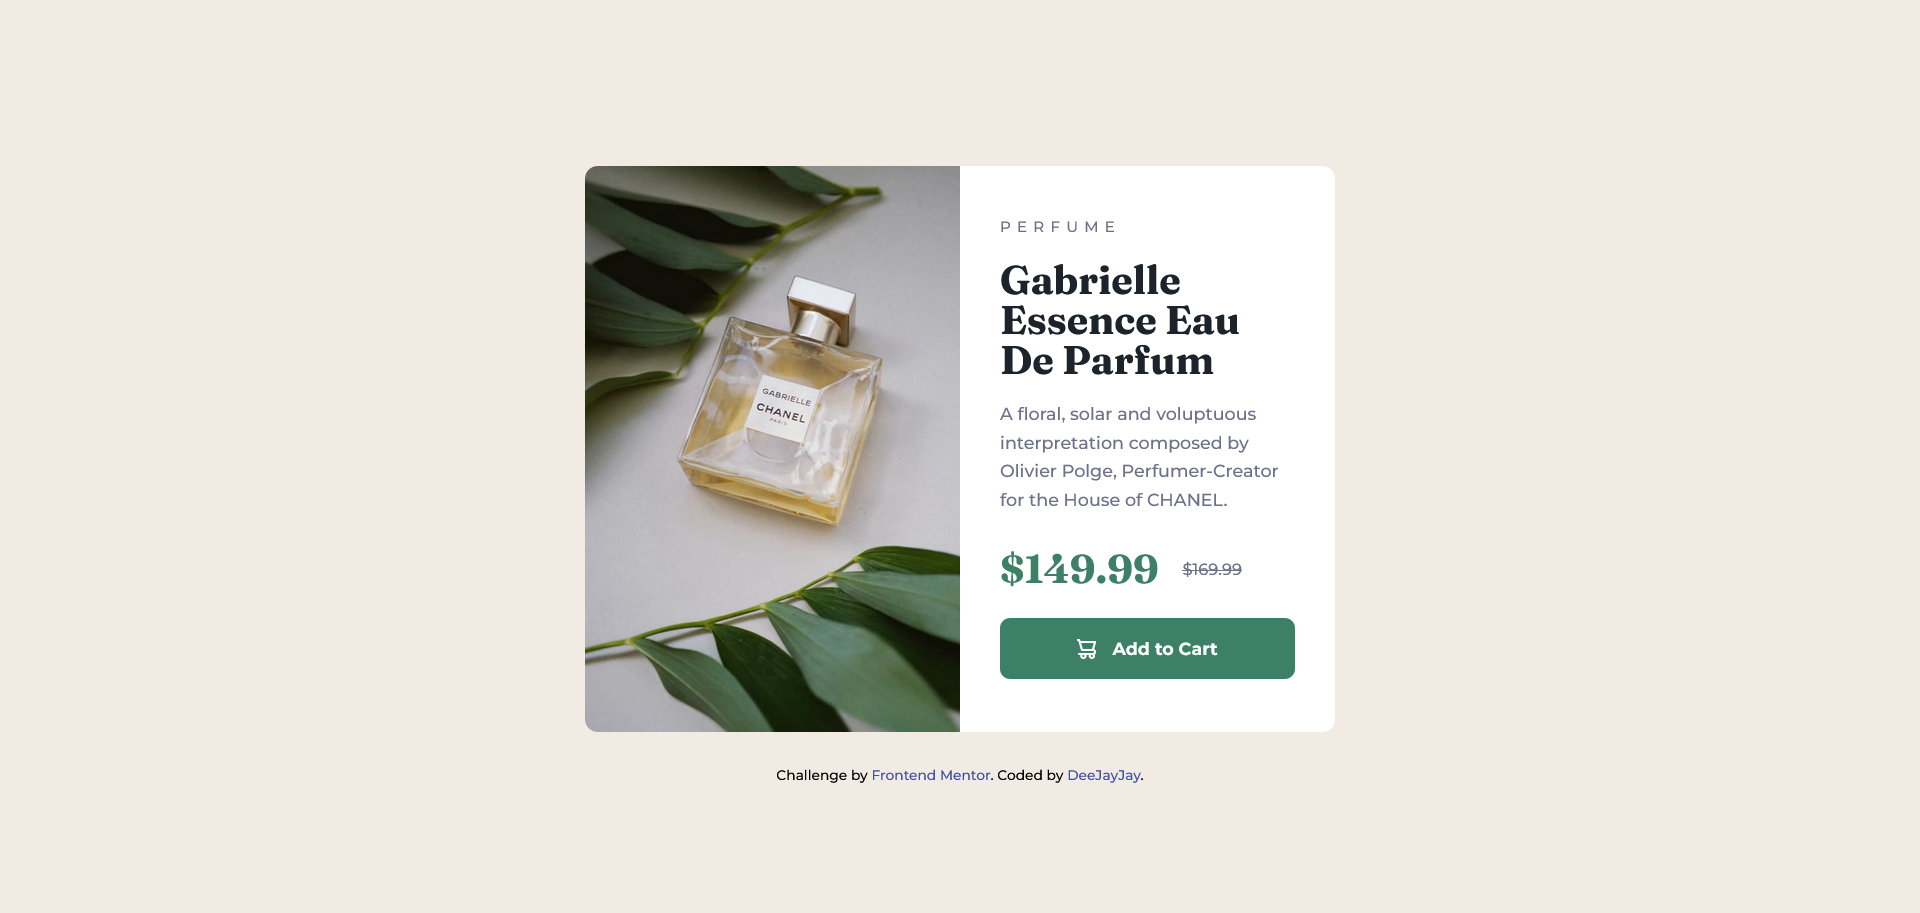 PERFUME
Gabrielle
Essence Eau
De Parfum
A floral, solar and voluptuous
interpretation composed by
Olivier Polge, Perfumer-Creator
for the House of CHANEL.
$149.99 $169.99
Add to Cart
GABRIELLE
CHANEL
PARIS
Challenge by Frontend Mentor. Coded by DeeJayJay.